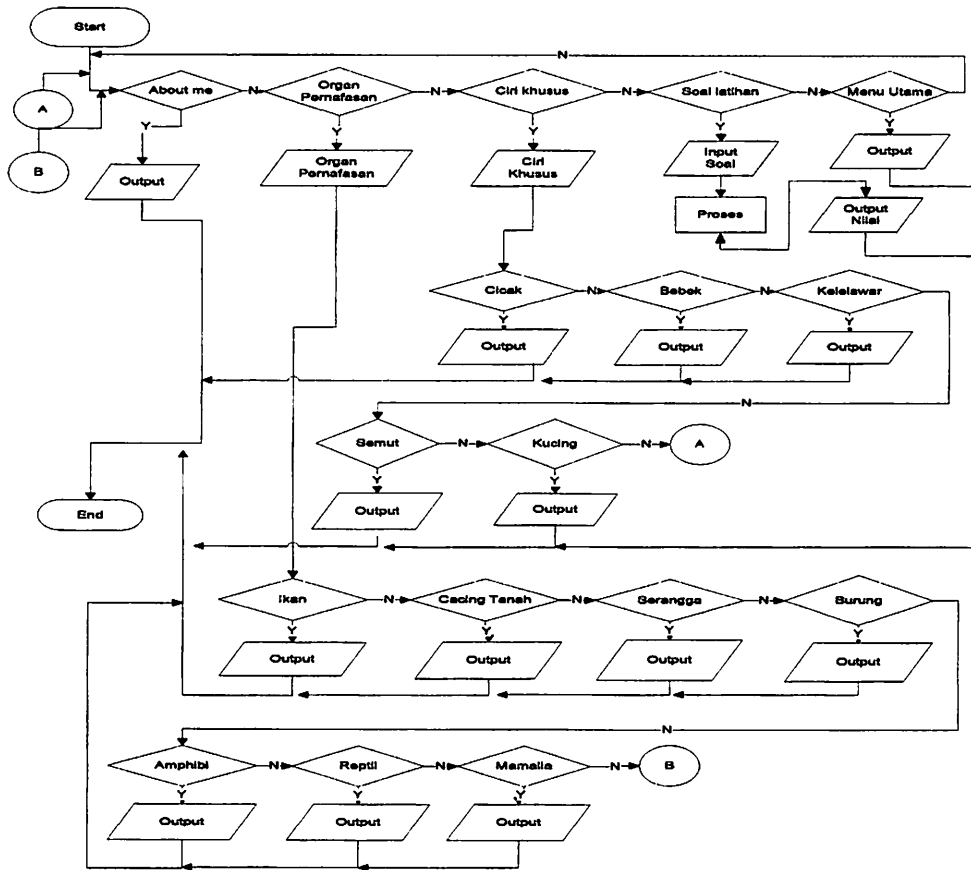 Start
N
A
B
About me
N
Organ
Pernafasan
N
Ciri khusus
N
Soal latihan
N
Menu Utama
Y
Y
Y
Y
Y
Output
Organ
Pernafasan
Ciri
Khusus
Input
Soal
Output
Proses
Output
Nilai
Cicak
N
Bebek
N
Kelelawar
Y
Y
Y
Output
Output
Output
N
Semut
N
Kucing
N
A
Y
Y
Output
Output
End
Ikan
N
Cacing Tanah
N
Serangga
N
Burung
Y
Y
Y
Y
Output
Output
Output
Output
N
Amphibi
N
Reptil
N
Mamalia
N
B
Y
Y
Y
Output
Output
Output